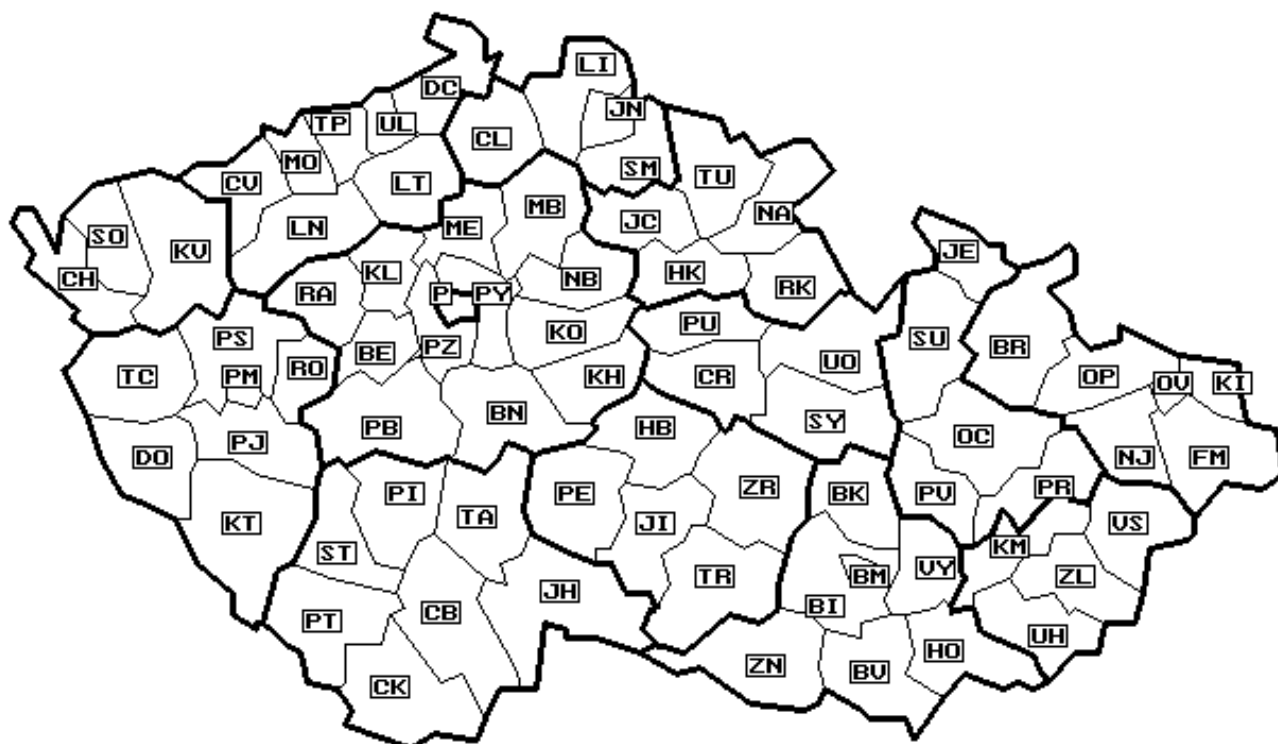 LI
DC
JN
TP
UL
CL
MO
SM
TU
CV
LT
MB
NA
ME
JC
LN
SO
KV
JE
CH
KL
HK
NB
RA
P
PY
RK
PU
KO
PS
SU
BR
PZ
BE
UO
RO
TC
PM
KH
CR
OP
OV
KI
BN
SY
PB
HB
OC
PJ
DO
NJ
FM
ZR
PR
PI
PE
BK
PV
TA
JI
VS
KT
KM
ST
TR
BM
VY
ZL
JH
BI
CB
PT
UH
HO
ZN
BV
CK